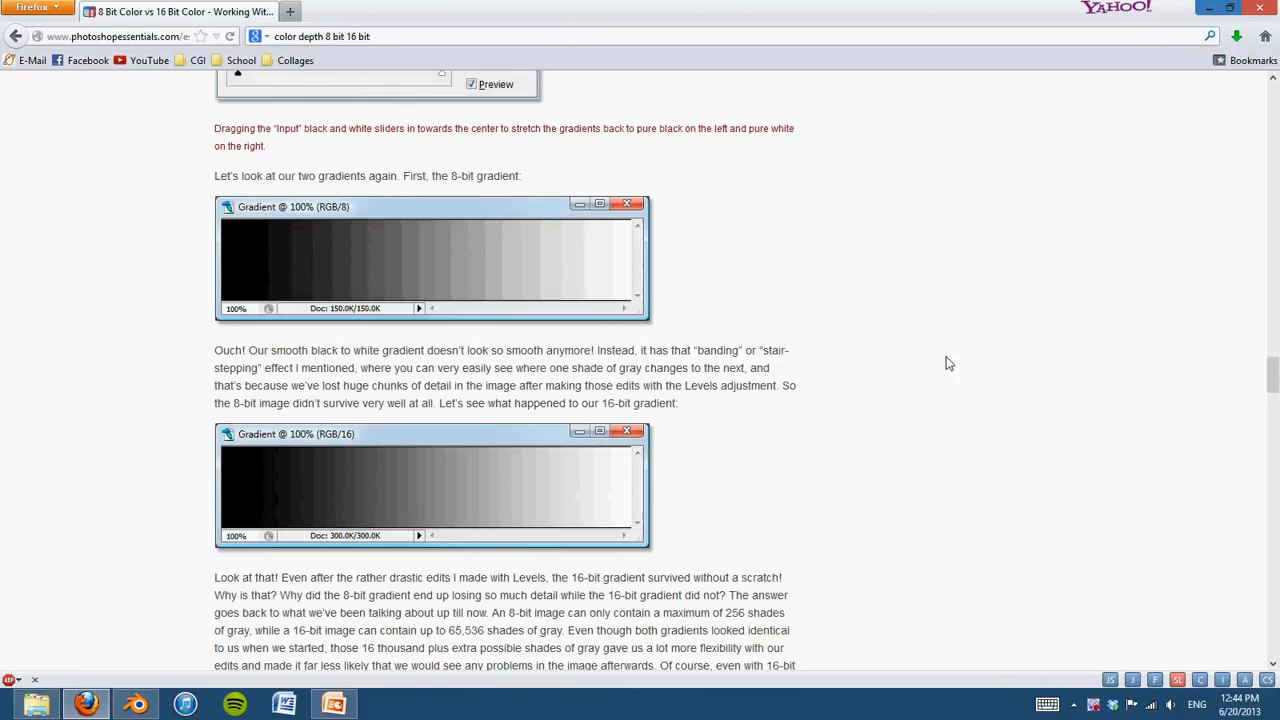 Firefox
8 Bit Color vs 16 Bit Color - Working Wit...
YAHOO!
www.photoshopessentials.com/e
color depth 8 bit 16 bit
E-Mail Facebook YouTube CGI School Collages Bookmarks
Preview
Dragging the “Input” black and white sliders in towards the center to stretch the gradients back to pure black on the left and pure white
on the right.
Let’s look at our two gradients again. First, the 8-bit gradient:
Gradient @ 100% (RGB/8)
100% Doc: 150.0K/150.0K
Ouch! Our smooth black to white gradient doesn’t look so smooth anymore! Instead, it has that “banding” or “stair-
stepping” effect I mentioned, where you can very easily see where one shade of gray changes to the next, and
that’s because we’ve lost huge chunks of detail in the image after making those edits with the Levels adjustment. So
the 8-bit image didn’t survive very well at all. Let’s see what happened to our 16-bit gradient:
Gradient @ 100% (RGB/16)
100% Doc: 300.0K/300.0K
Look at that! Even after the rather drastic edits I made with Levels, the 16-bit gradient survived without a scratch!
Why is that? Why did the 8-bit gradient end up losing so much detail while the 16-bit gradient did not? The answer
goes back to what we’ve been talking about up till now. An 8-bit image can only contain a maximum of 256 shades
of gray, while a 16-bit image can contain up to 65,536 shades of gray. Even though both gradients looked identical
to us when we started, those 16 thousand plus extra possible shades of gray gave us a lot more flexibility with our
edits and made it far less likely that we would see any problems in the image afterwards. Of course, even with 16-bit
ABP
JS J F SL C I A CS
ENG
12:44 PM
6/20/2013